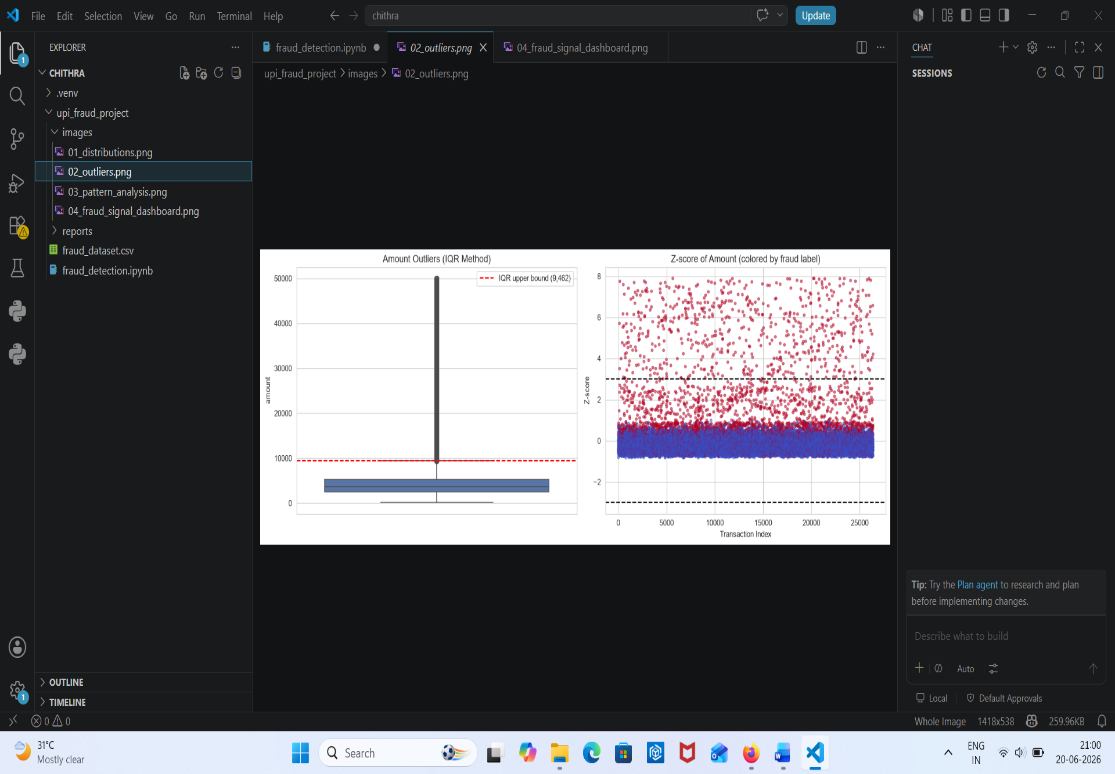 File Edit Selection View Go Run Terminal Help
chithra
Update
EXPLORER
CHITHRA
.venv
upi_fraud_project
images
01_distributions.png
02_outliers.png
03_pattern_analysis.png
04_fraud_signal_dashboard.png
reports
fraud_dataset.csv
fraud_detection.ipynb
OUTLINE
TIMELINE
fraud_detection.ipynb
02_outliers.png
04_fraud_signal_dashboard.png
upi_fraud_project > images > 02_outliers.png
Amount Outliers (IQR Method)
IQR upper bound (9,482)
50000
40000
30000
20000
10000
0
amount
Z-score of Amount (colored by fraud label)
8
6
4
2
0
−2
Z-score
0 5000 10000 15000 20000 25000
Transaction Index
CHAT
SESSIONS
Tip: Try the Plan agent to research and plan
before implementing changes.
Describe what to build
Auto
Local
Default Approvals
1
1
0 0
Whole Image 1418x538 259.96KB
31°C
Mostly clear
Search
ENG
IN
21:00
20-06-2026